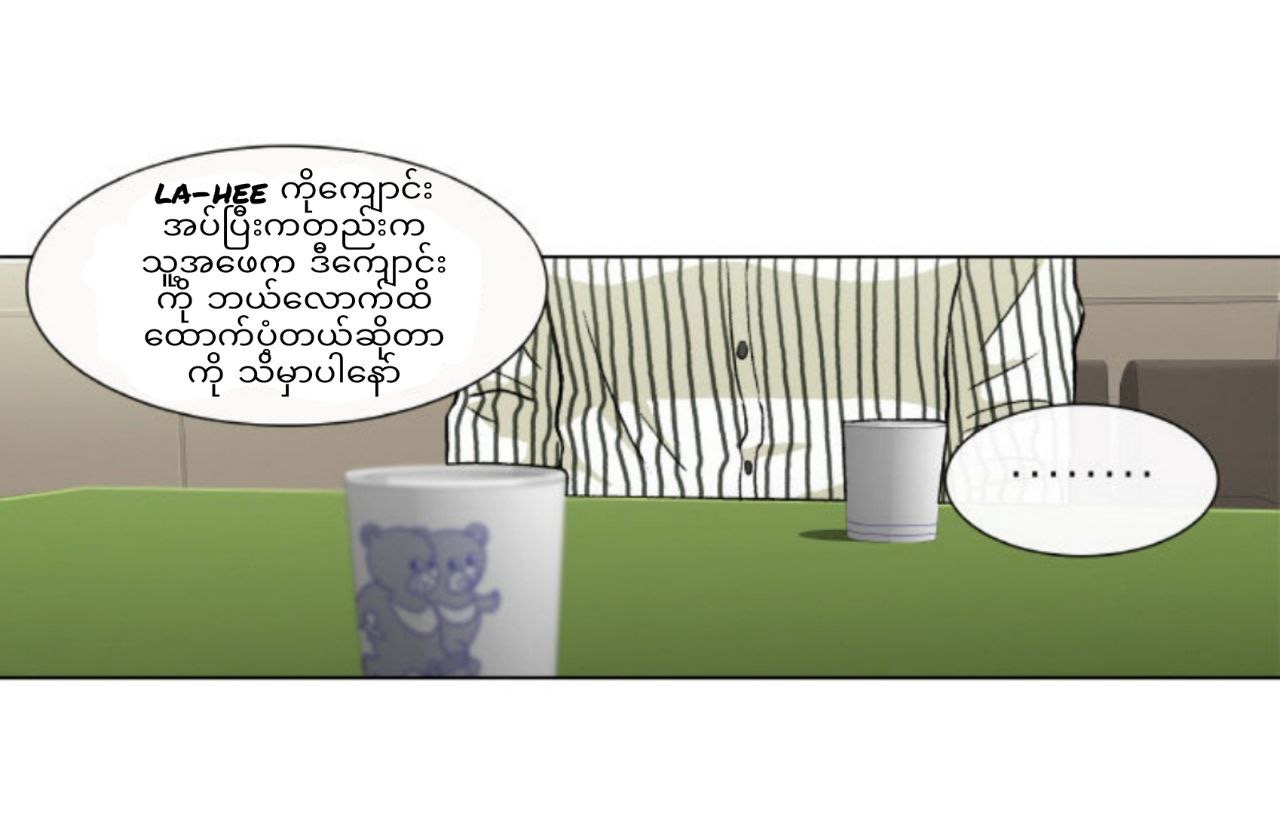 LA-HEE ကိုကျောင်း
အပ်ပြီးကတည်းက
သူ့အဖေက ဒီကျောင်း
ကို ဘယ်လောက်ထိ
ထောက်ပံ့တယ်ဆိုတာ
ကို သိမှာပါနော်
........